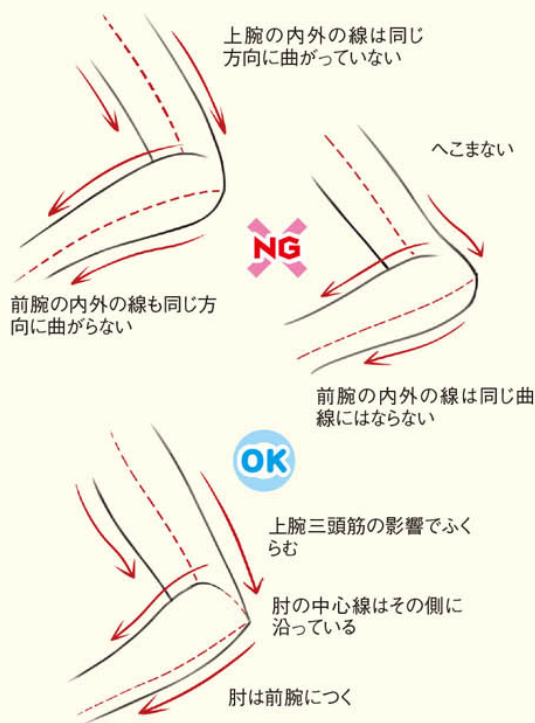 上腕の内外の線は同じ
方向に曲がっていない
へこまない
NG
前腕の内外の線も同じ方
向に曲がらない
前腕の内外の線は同じ曲
線にはならない
OK
上腕三頭筋の影響でふく
らむ
肘の中心線はその側に
沿っている
肘は前腕につく